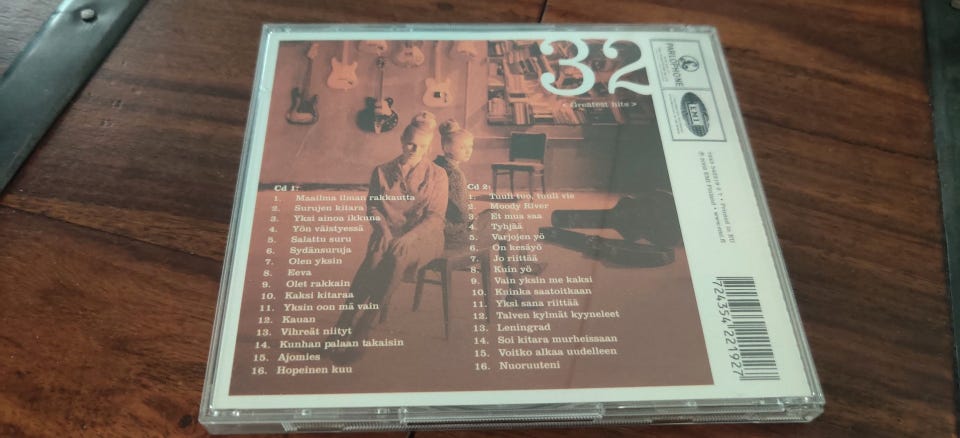 32
< Greatest hits >
PARLOPHONE
EMI
Cd 1:
1. Maailma ilman rakkautta
2. Surujen kitara
3. Yksi ainoa ikkuna
4. Yön väistyessä
5. Salattu suru
6. Sydänsuruja
7. Olen yksin
8. Eeva
9. Olet rakkain
10. Kaksi kitaraa
11. Yksin oon mä vain
12. Kauan
13. Vihreät niityt
14. Kunhan palaan takaisin
15. Ajomies
16. Hopeinen kuu
Cd 2:
1. Tuuli tuo, tuuli vie
2. Moody River
3. Et mua saa
4. Tyhjää
5. Varjojen yö
6. On kesäyö
7. Jo riittää
8. Kuin yö
9. Vain yksin me kaksi
10. Kuinka saatoitkaan
11. Yksi sana riittää
12. Talven kylmät kyyneleet
13. Leningrad
14. Soi kitara murheissaan
15. Voitko alkaa uudelleen
16. Nuoruuteni
7 24354 22192 7